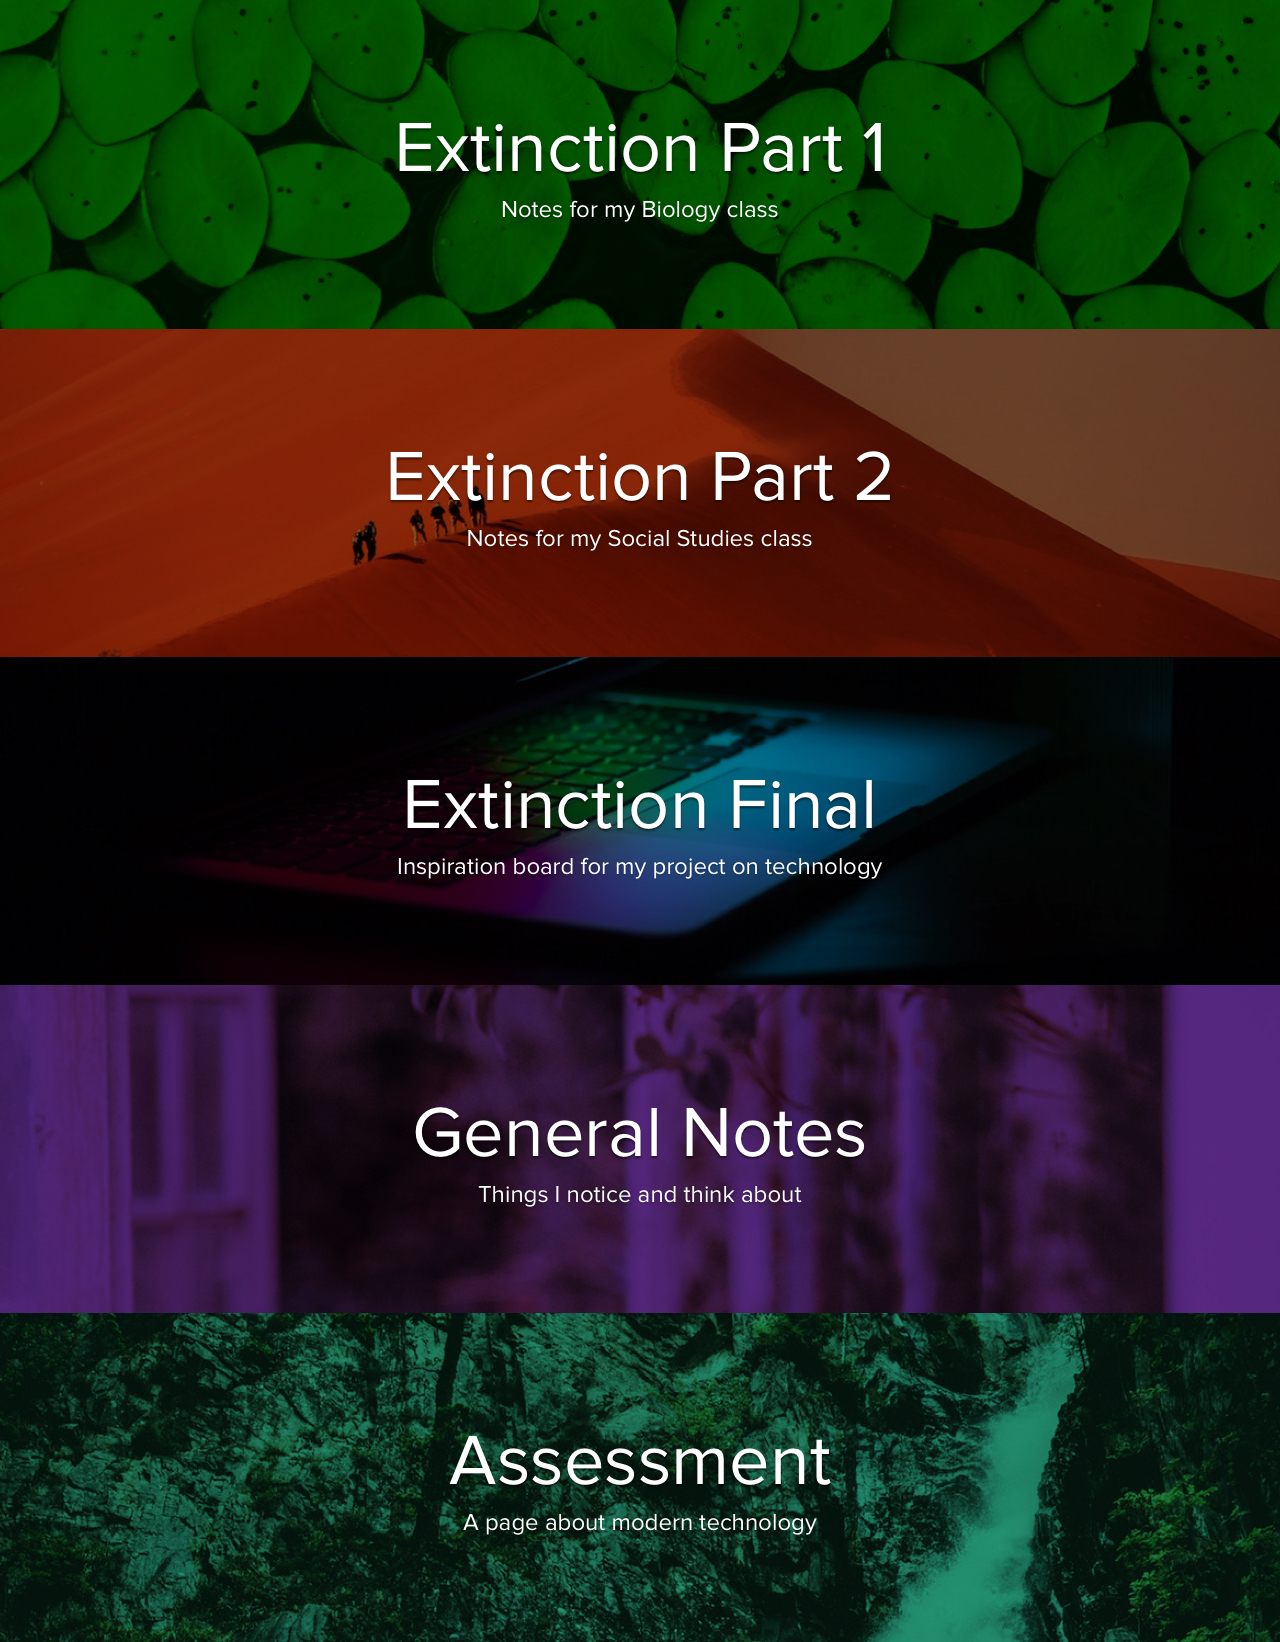 Extinction Part 1
Notes for my Biology class
Extinction Part 2
Notes for my Social Studies class
Extinction Final
Inspiration board for my project on technology
General Notes
Things I notice and think about
Assessment
A page about modern technology